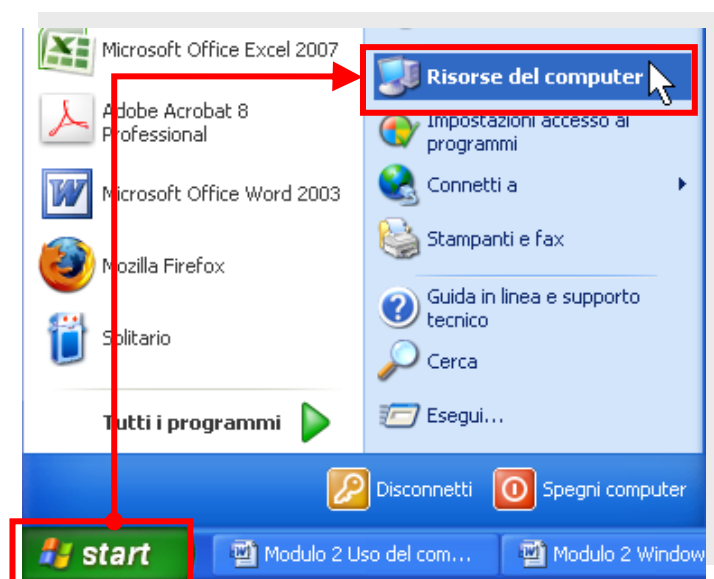 Microsoft Office Excel 2007
Adobe Acrobat 8
Professional
Microsoft Office Word 2003
Mozilla Firefox
Solitario
Tutti i programmi
Risorse del computer
Impostazioni accesso ai
programmi
Connetti a
Stampanti e fax
Guida in linea e supporto
tecnico
Cerca
Esegui...
Disconnetti
Spegni computer
start
Modulo 2 Uso del com...
Modulo 2 Window